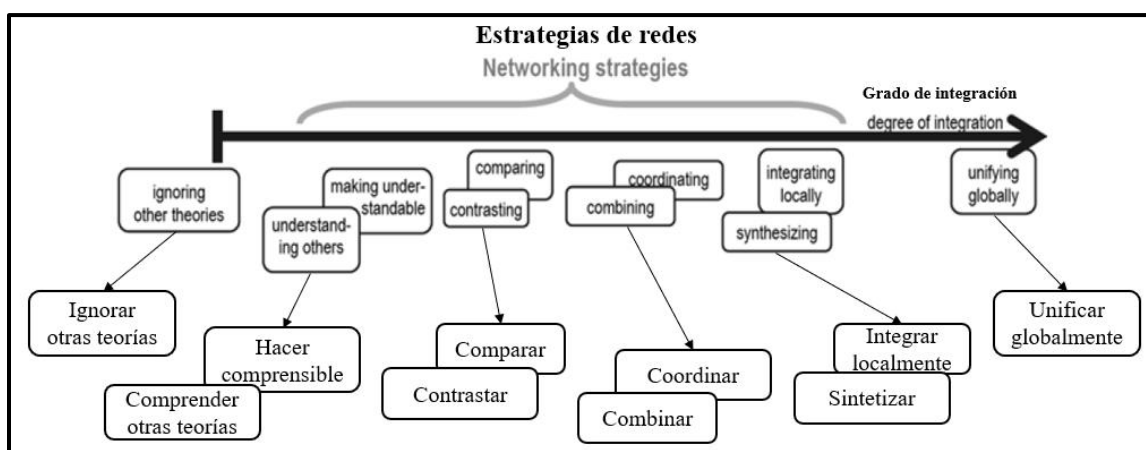 Estrategias de redes
Networking strategies
Grado de integración
degree of integration
ignoring
other theories
making under-
standable
understand-
ing others
comparing
contrasting
coordinating
combining
integrating
locally
synthesizing
unifying
globally
Ignorar
otras teorías
Hacer
comprensible
Comprender
otras teorías
Comparar
Contrastar
Coordinar
Combinar
Integrar
localmente
Sintetizar
Unificar
globalmente